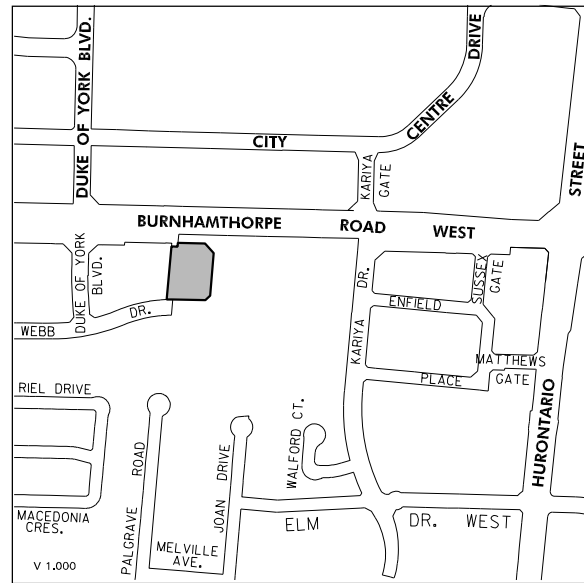 DUKE OF YORK BLVD.
CITY
CENTRE
DRIVE
KARIYA
GATE
STREET
BURNHAMTHORPE ROAD WEST
DUKE OF YORK
BLVD.
WEBB
DR.
KARIYA
DR.
SUSSEX
GATE
ENFIELD
PLACE
MATTHEWS
GATE
HURONTARIO
RIEL DRIVE
PALGRAVE
ROAD
JOAN DRIVE
WALFORD CT.
MACEDONIA
CRES.
MELVILLE
AVE.
ELM DR. WEST
V 1.000